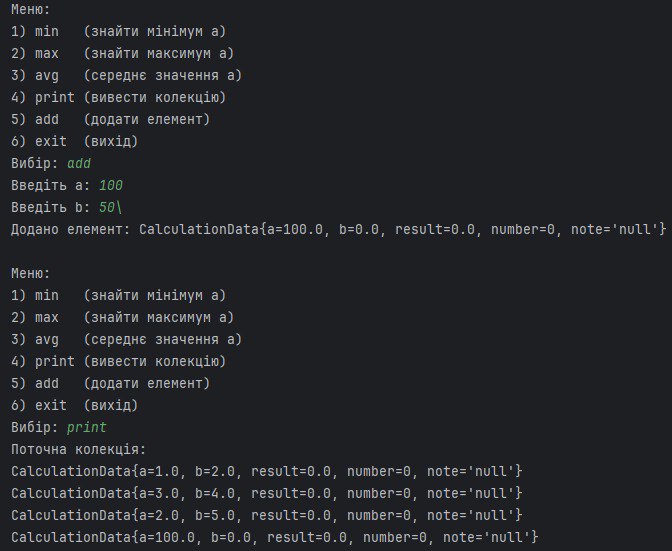 Меню:
1) min   (знайти мінімум a)
2) max   (знайти максимум a)
3) avg   (середнє значення a)
4) print (вивести колекцію)
5) add   (додати елемент)
6) exit  (вихід)
Вибір: add
Введіть a: 100
Введіть b: 50\
Додано елемент: CalculationData{a=100.0, b=0.0, result=0.0, number=0, note='null'}
Меню:
1) min   (знайти мінімум a)
2) max   (знайти максимум a)
3) avg   (середнє значення a)
4) print (вивести колекцію)
5) add   (додати елемент)
6) exit  (вихід)
Вибір: print
Поточна колекція:
CalculationData{a=1.0, b=2.0, result=0.0, number=0, note='null'}
CalculationData{a=3.0, b=4.0, result=0.0, number=0, note='null'}
CalculationData{a=2.0, b=5.0, result=0.0, number=0, note='null'}
CalculationData{a=100.0, b=0.0, result=0.0, number=0, note='null'}